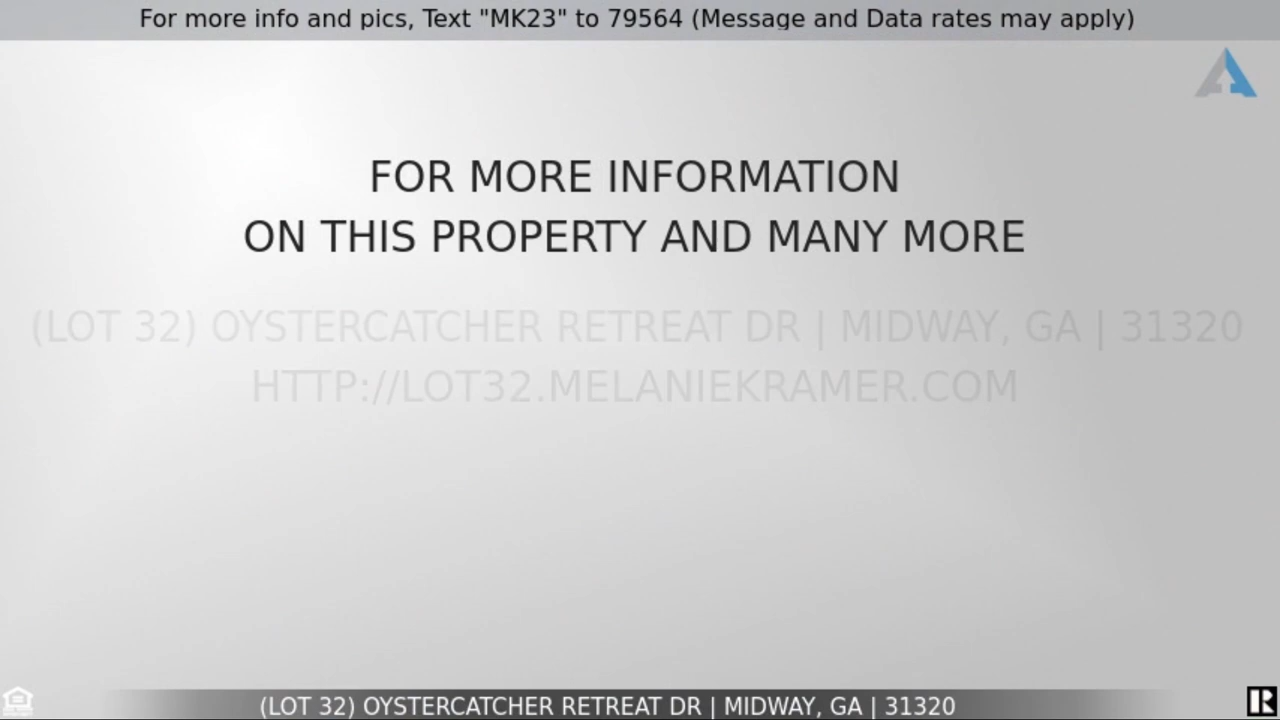 For more info and pics, Text "MK23" to 79564 (Message and Data rates may apply)
FOR MORE INFORMATION
ON THIS PROPERTY AND MANY MORE
(LOT 32) OYSTERCATCHER RETREAT DR | MIDWAY, GA | 31320
HTTP://LOT32.MELANIEKRAMER.COM
(LOT 32) OYSTERCATCHER RETREAT DR | MIDWAY, GA | 31320